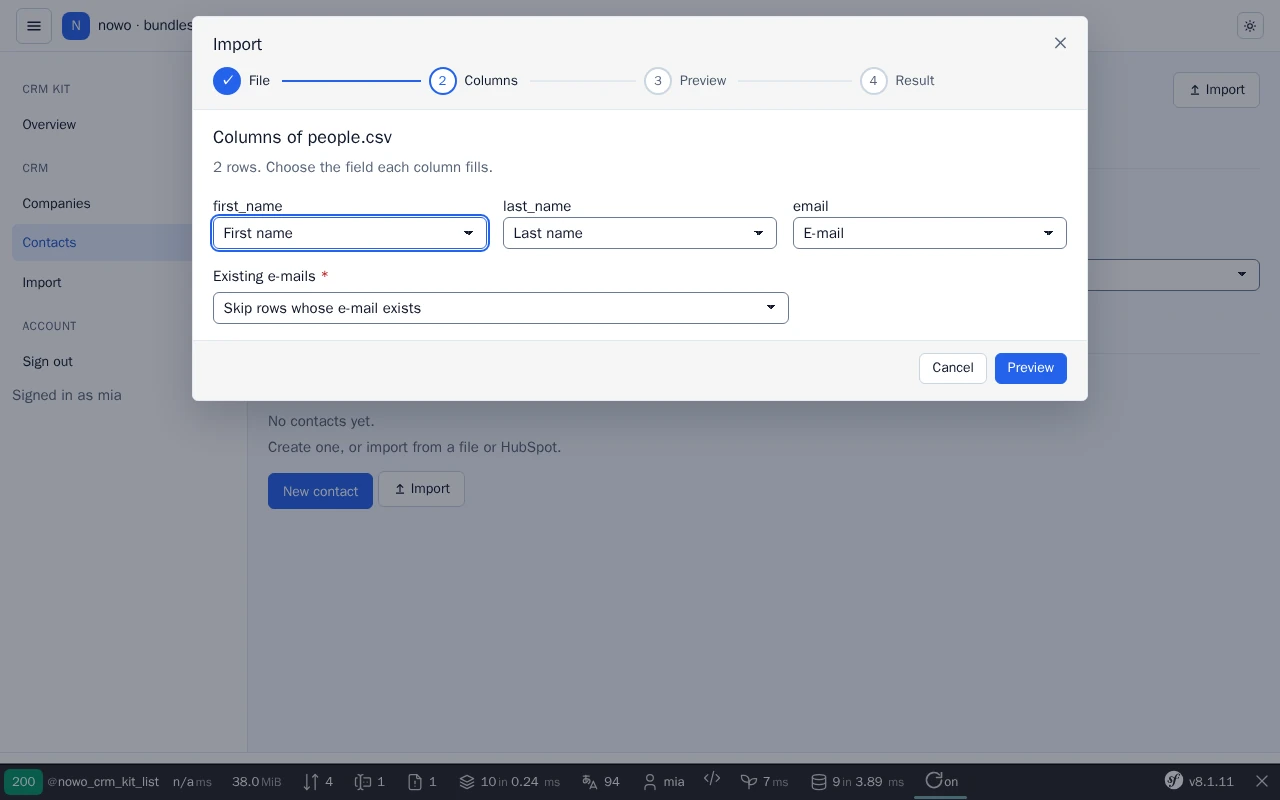 N nowo · bundles
CRM KIT
Overview
CRM
Companies
Contacts
Import
ACCOUNT
Sign out
Signed in as mia
Import
Import
✓ File
2 Columns
3 Preview
4 Result
Columns of people.csv
2 rows. Choose the field each column fills.
first_name
First name
last_name
Last name
email
E-mail
Existing e-mails *
Skip rows whose e-mail exists
Cancel
Preview
No contacts yet.
Create one, or import from a file or HubSpot.
New contact
Import
200 @nowo_crm_kit_list n/a ms 38.0 MiB 4 1 1 10 in 0.24 ms 94 mia 7 ms 9 in 3.89 ms on sf v8.1.11